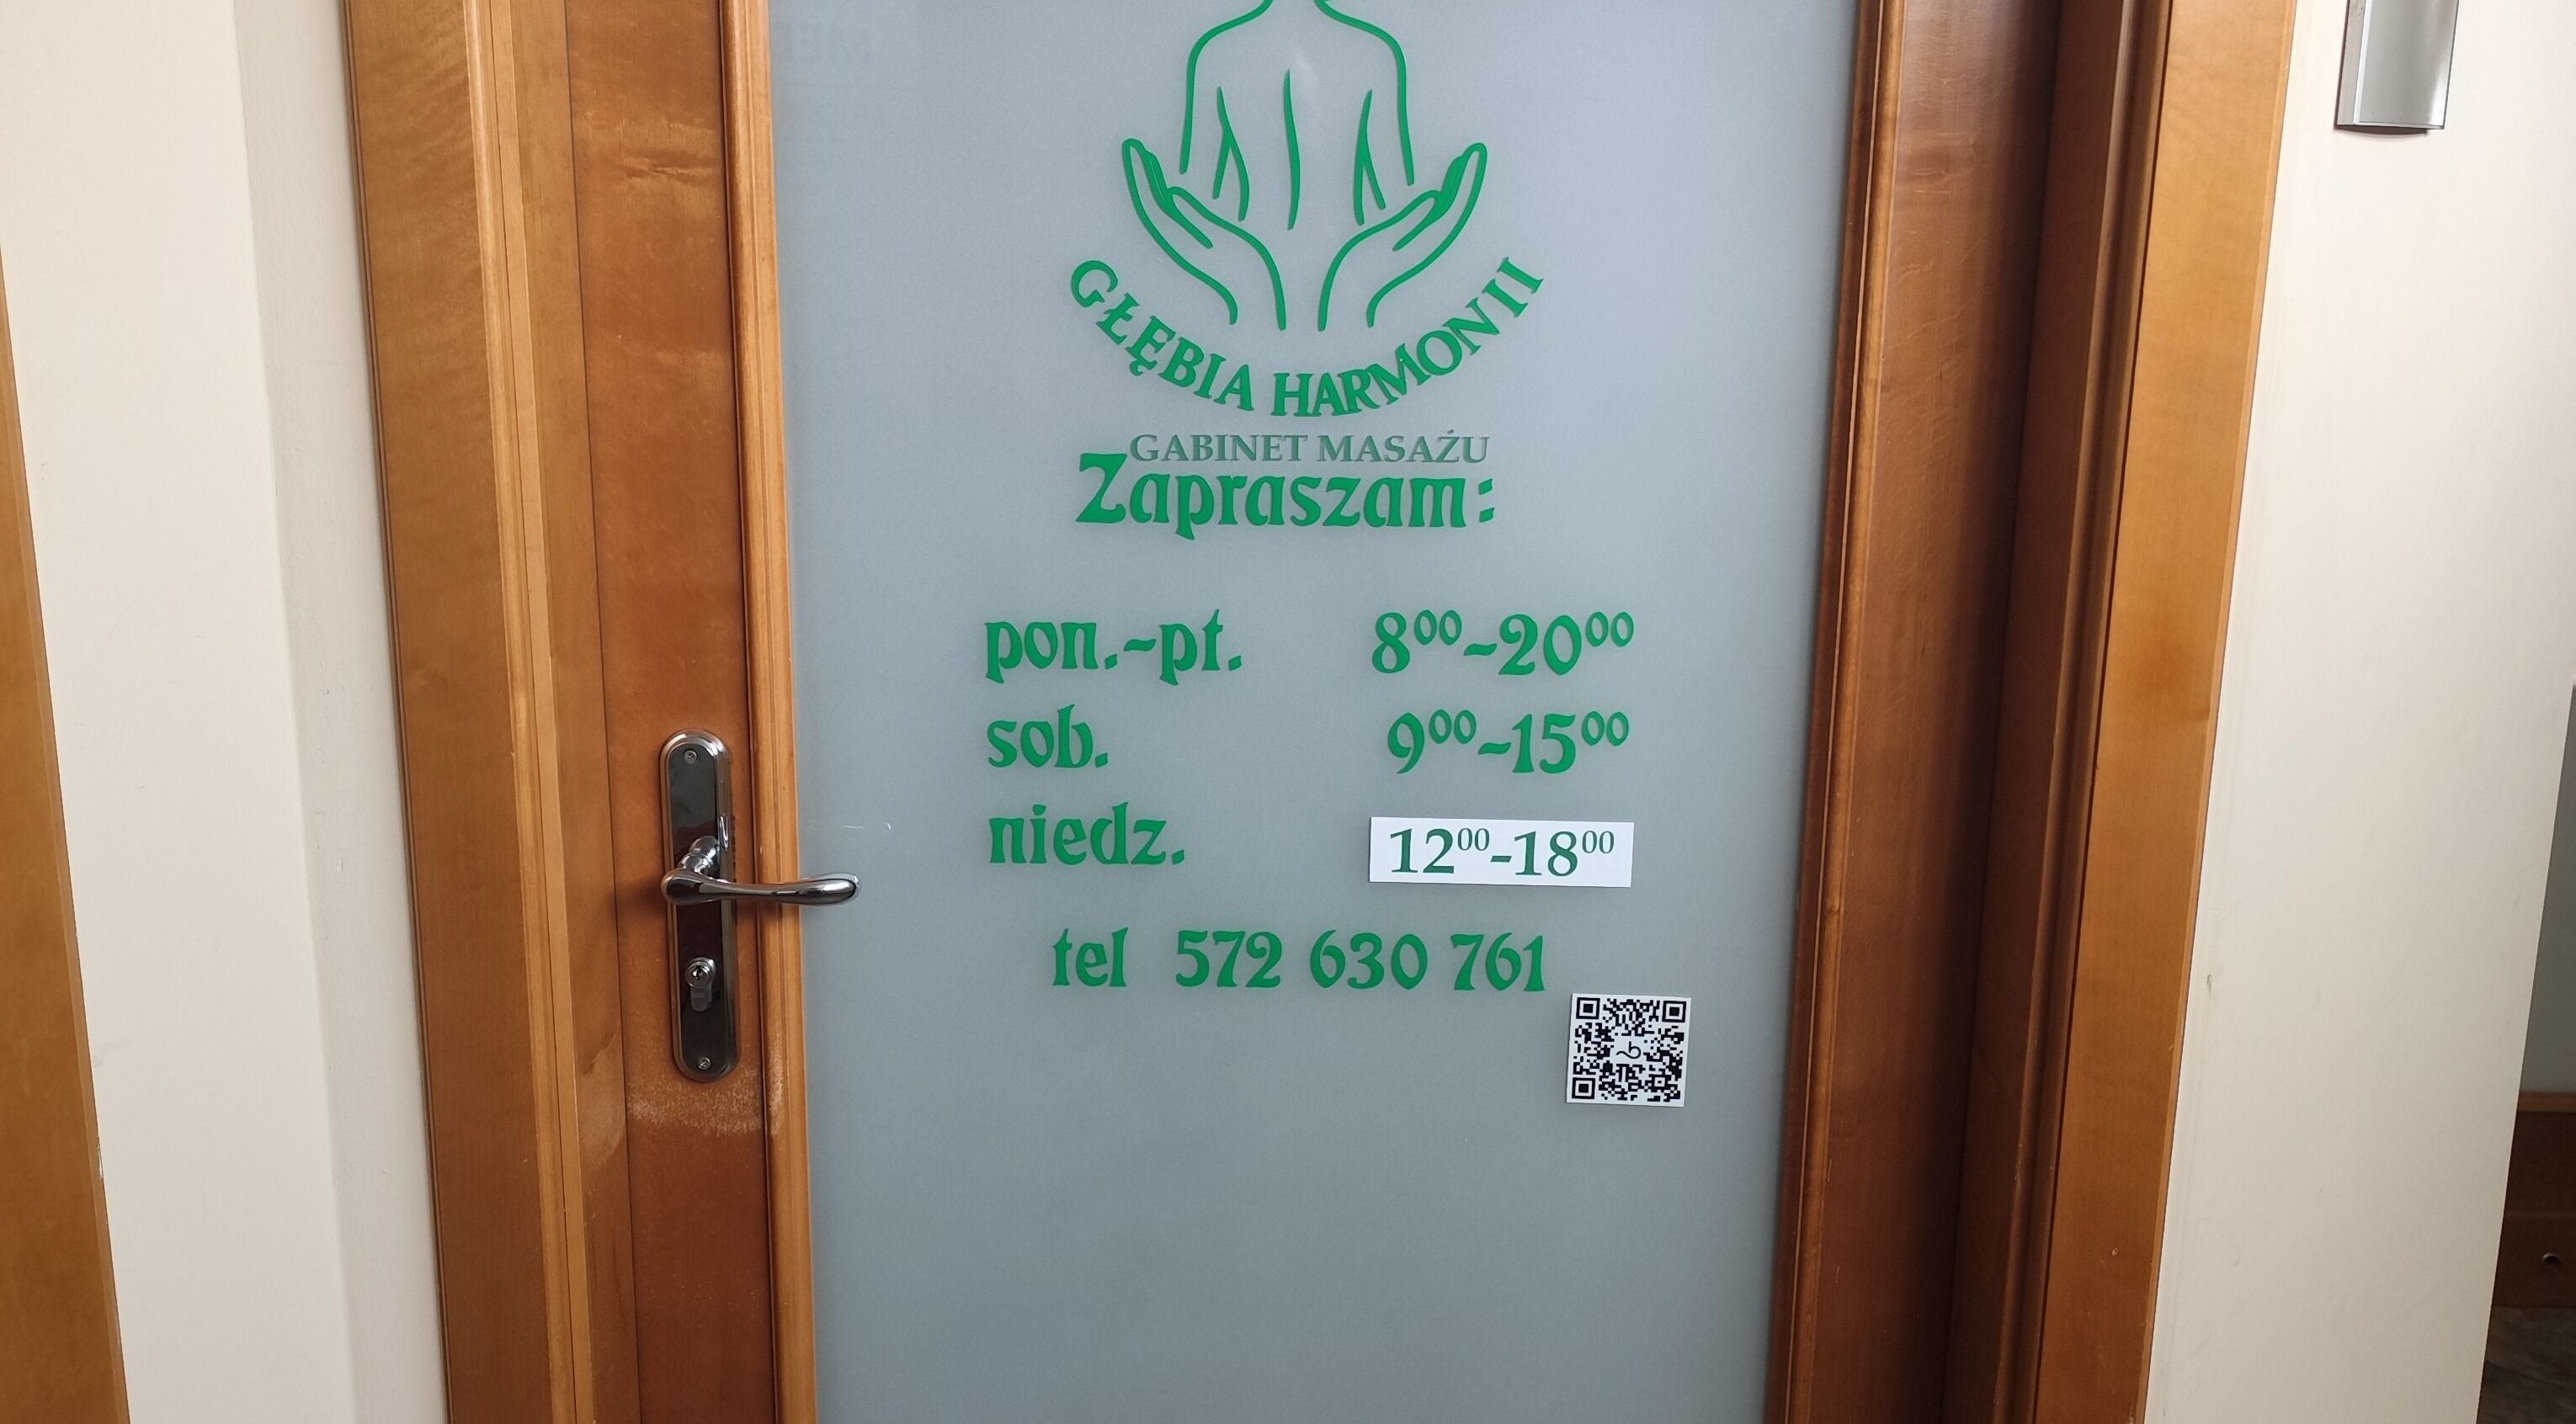 GŁĘBIA HARMONII
GABINET MASAŻU
Zapraszam:
pon.-pt. 8⁰⁰-20⁰⁰
sob. 9⁰⁰-15⁰⁰
niedz. 12⁰⁰-18⁰⁰
tel 572 630 761